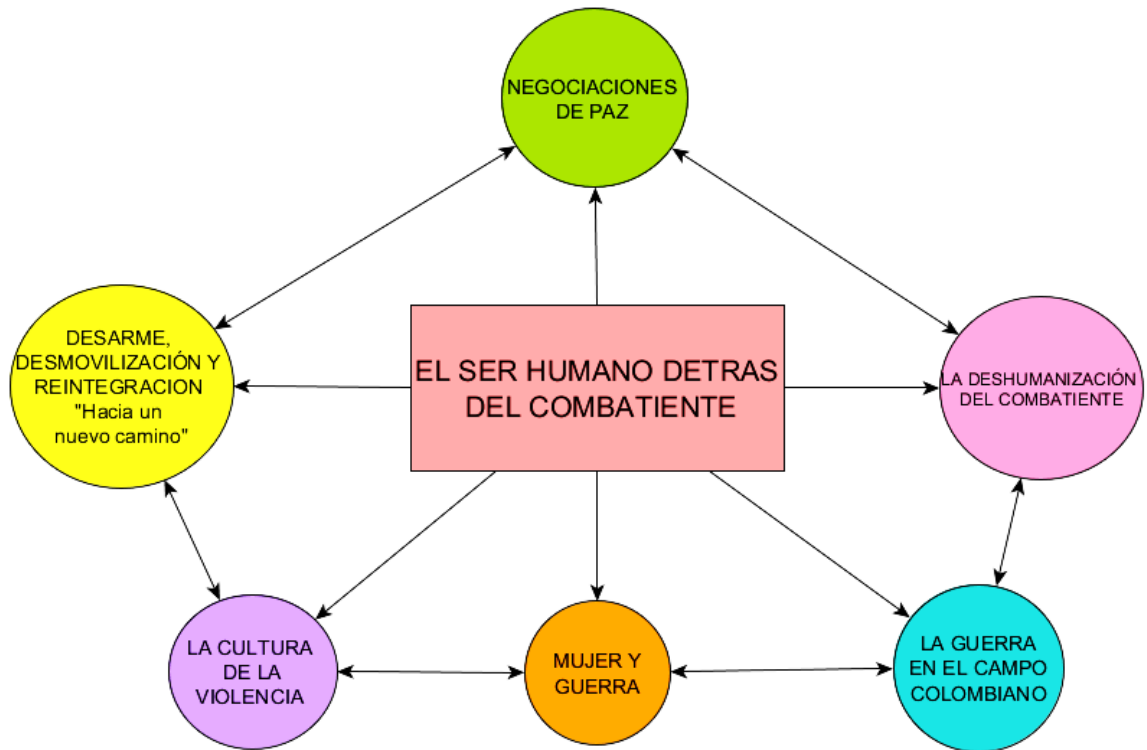 NEGOCIACIONES
DE PAZ
DESARME,
DESMOVILIZACIÓN Y
REINTEGRACION
"Hacia un
nuevo camino"
EL SER HUMANO DETRAS
DEL COMBATIENTE
LA DESHUMANIZACIÓN
DEL COMBATIENTE
LA CULTURA
DE LA
VIOLENCIA
MUJER Y
GUERRA
LA GUERRA
EN EL CAMPO
COLOMBIANO